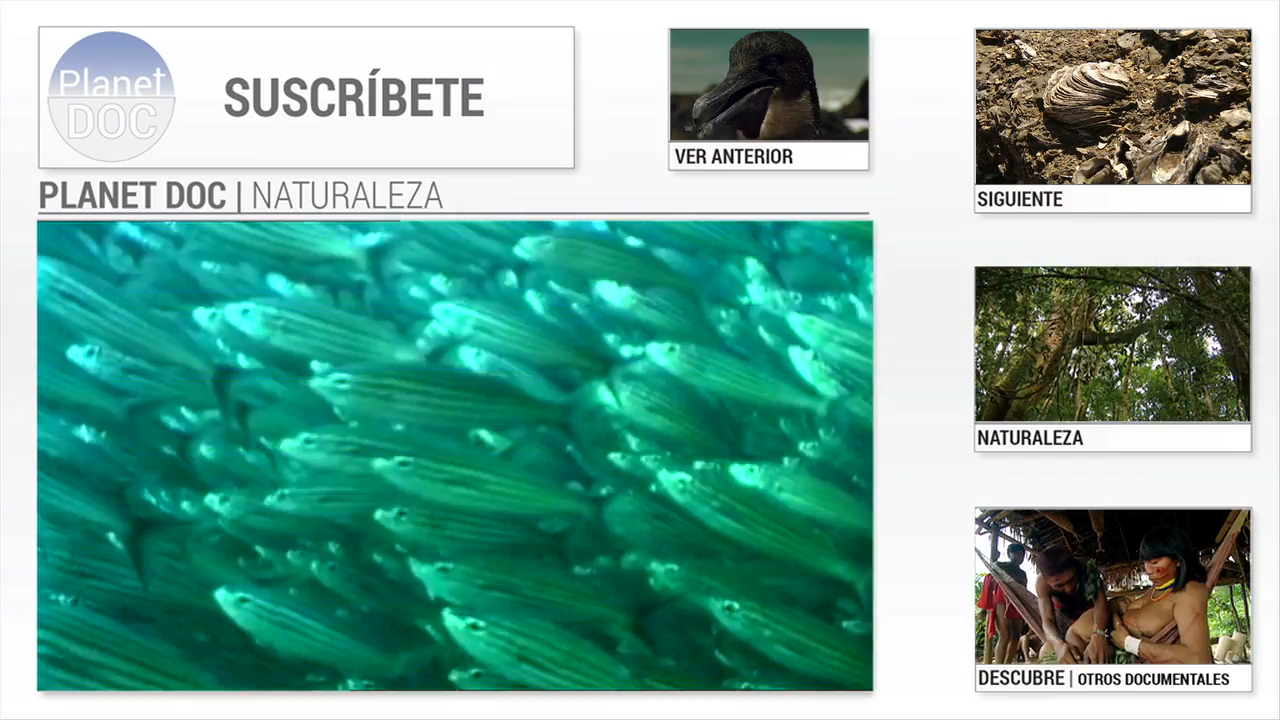 Planet
DOC
SUSCRÍBETE
VER ANTERIOR
SIGUIENTE
PLANET DOC | NATURALEZA
NATURALEZA
DESCUBRE | OTROS DOCUMENTALES